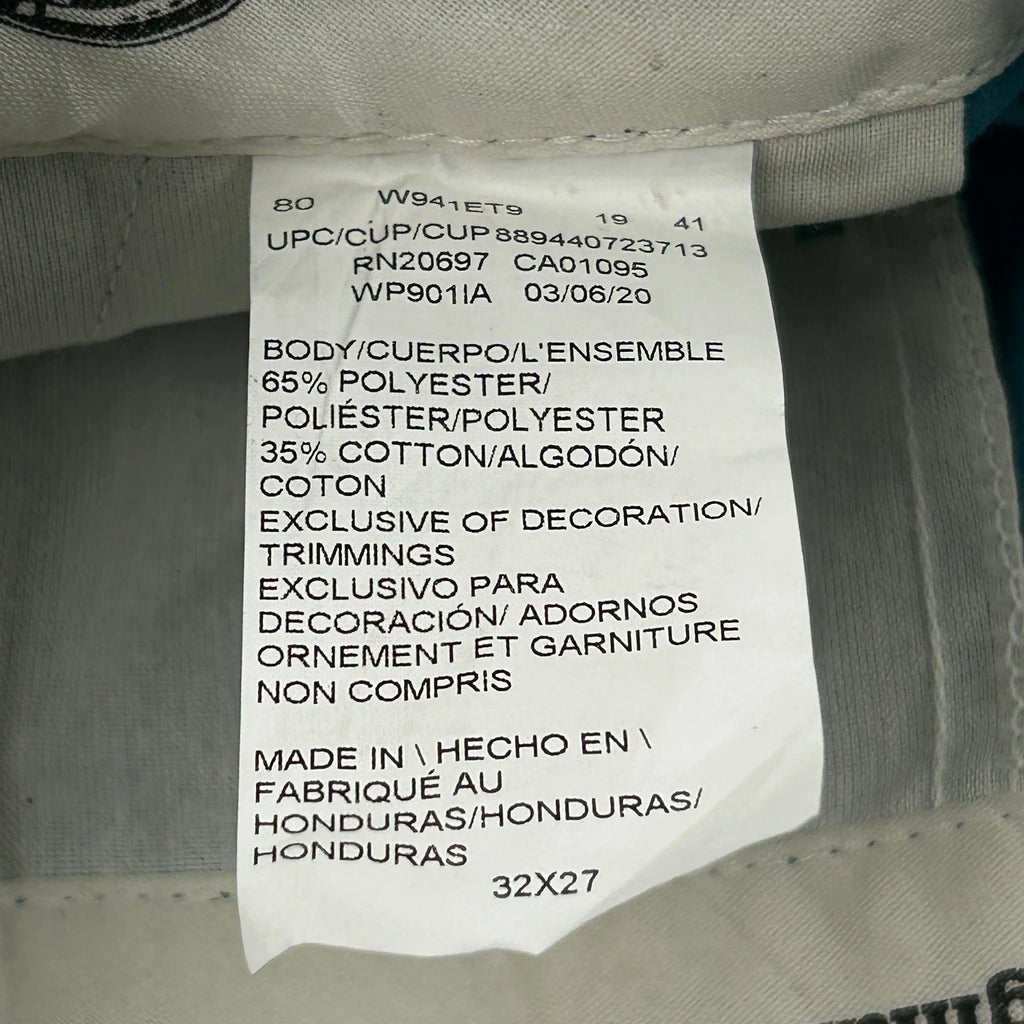 80 W941ET9 19 41
UPC/CUP/CUP 889440723713
RN20697 CA01095
WP901IA 03/06/20
BODY/CUERPO/L'ENSEMBLE
65% POLYESTER/
POLIÉSTER/POLYESTER
35% COTTON/ALGODÓN/
COTON
EXCLUSIVE OF DECORATION/
TRIMMINGS
EXCLUSIVO PARA
DECORACIÓN/ ADORNOS
ORNEMENT ET GARNITURE
NON COMPRIS
MADE IN \ HECHO EN \
FABRIQUÉ AU
HONDURAS/HONDURAS/
HONDURAS
32X27